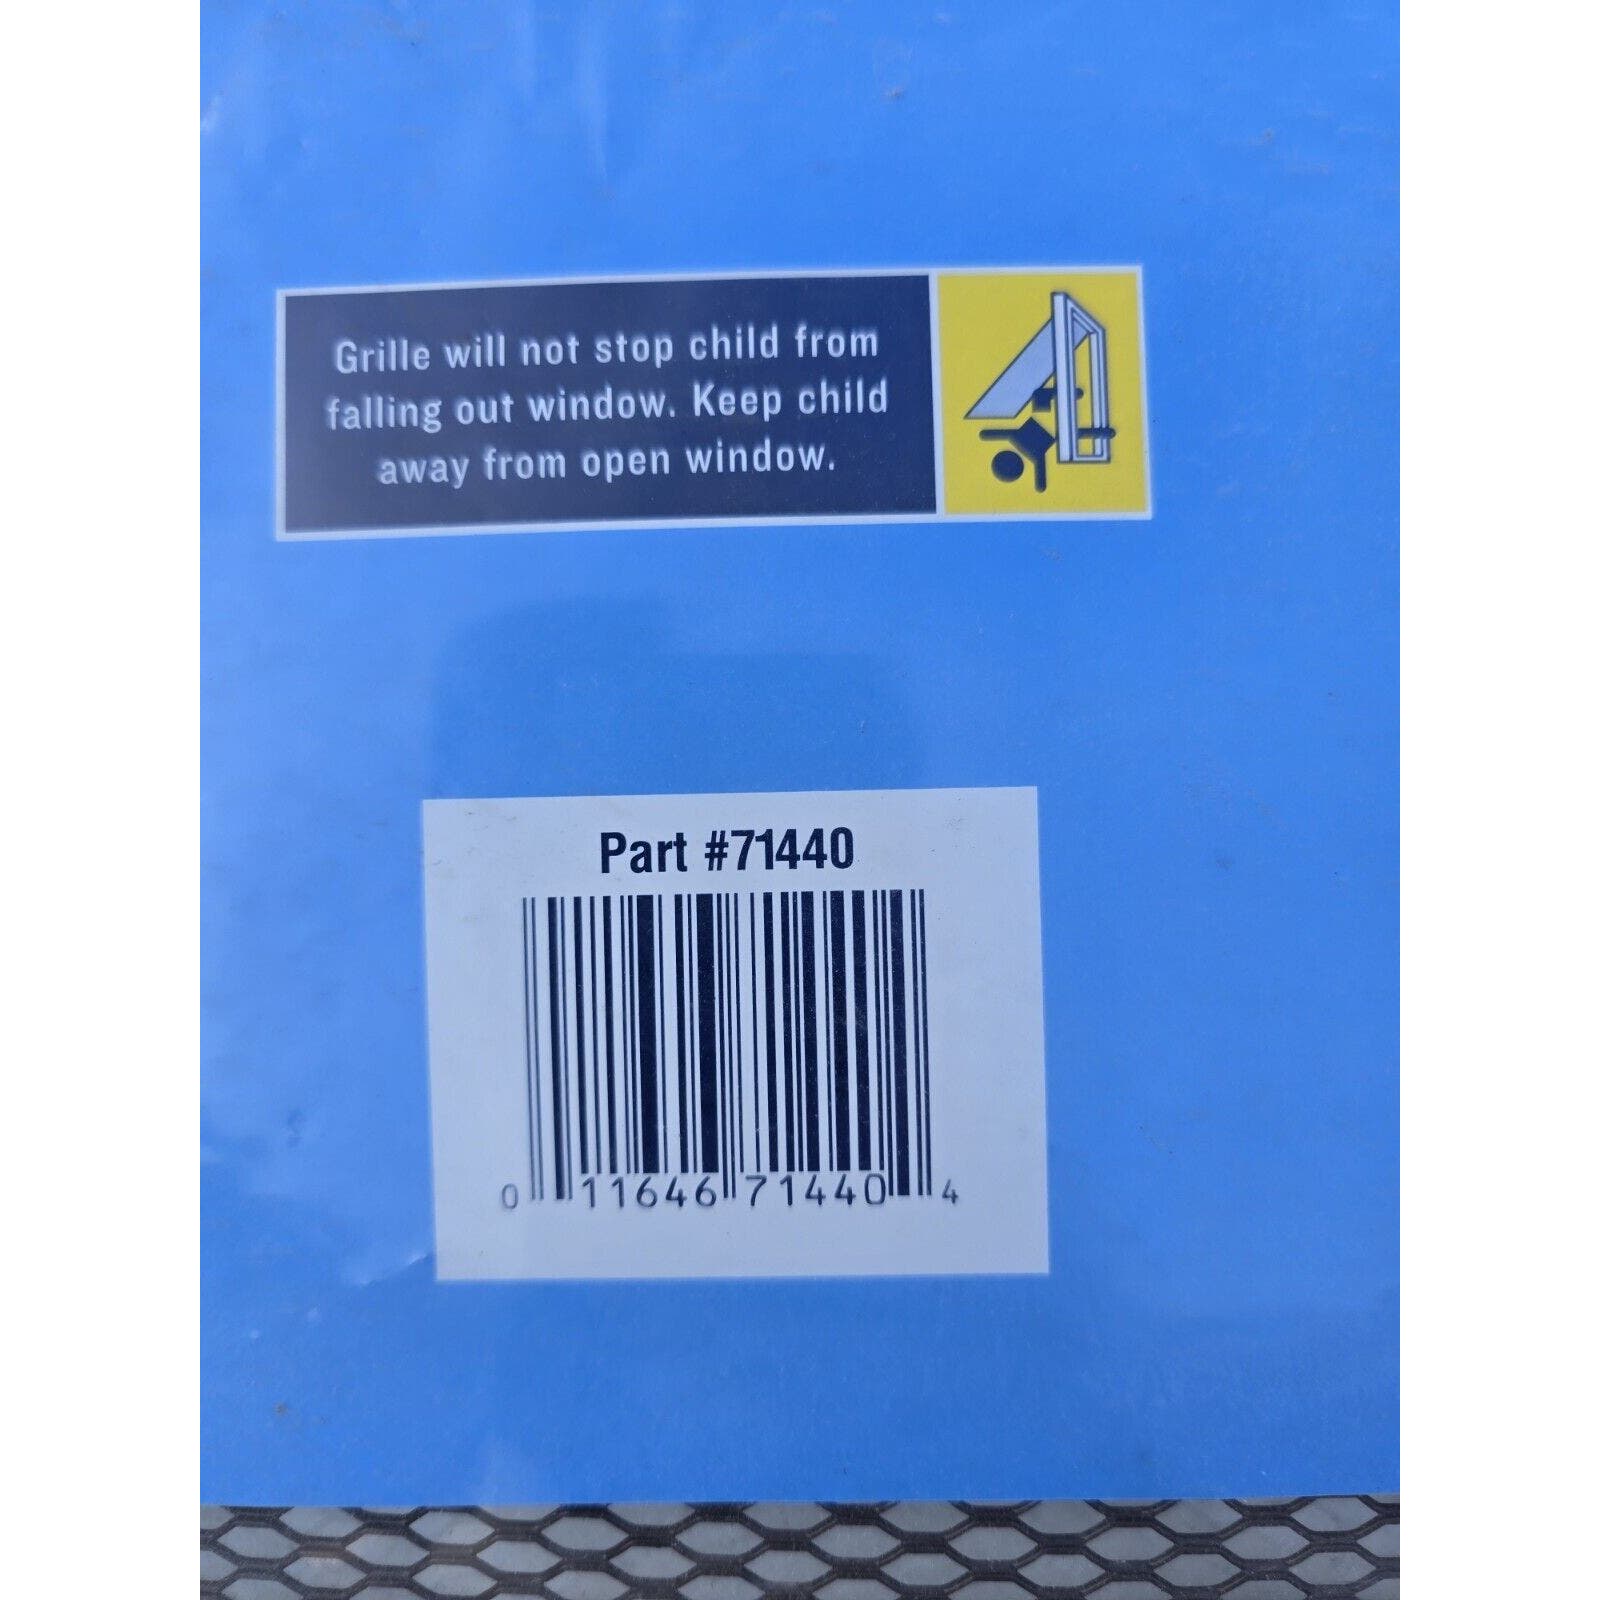 Grille will not stop child from
falling out window. Keep child
away from open window.
Part #71440
0 11646 71440 4